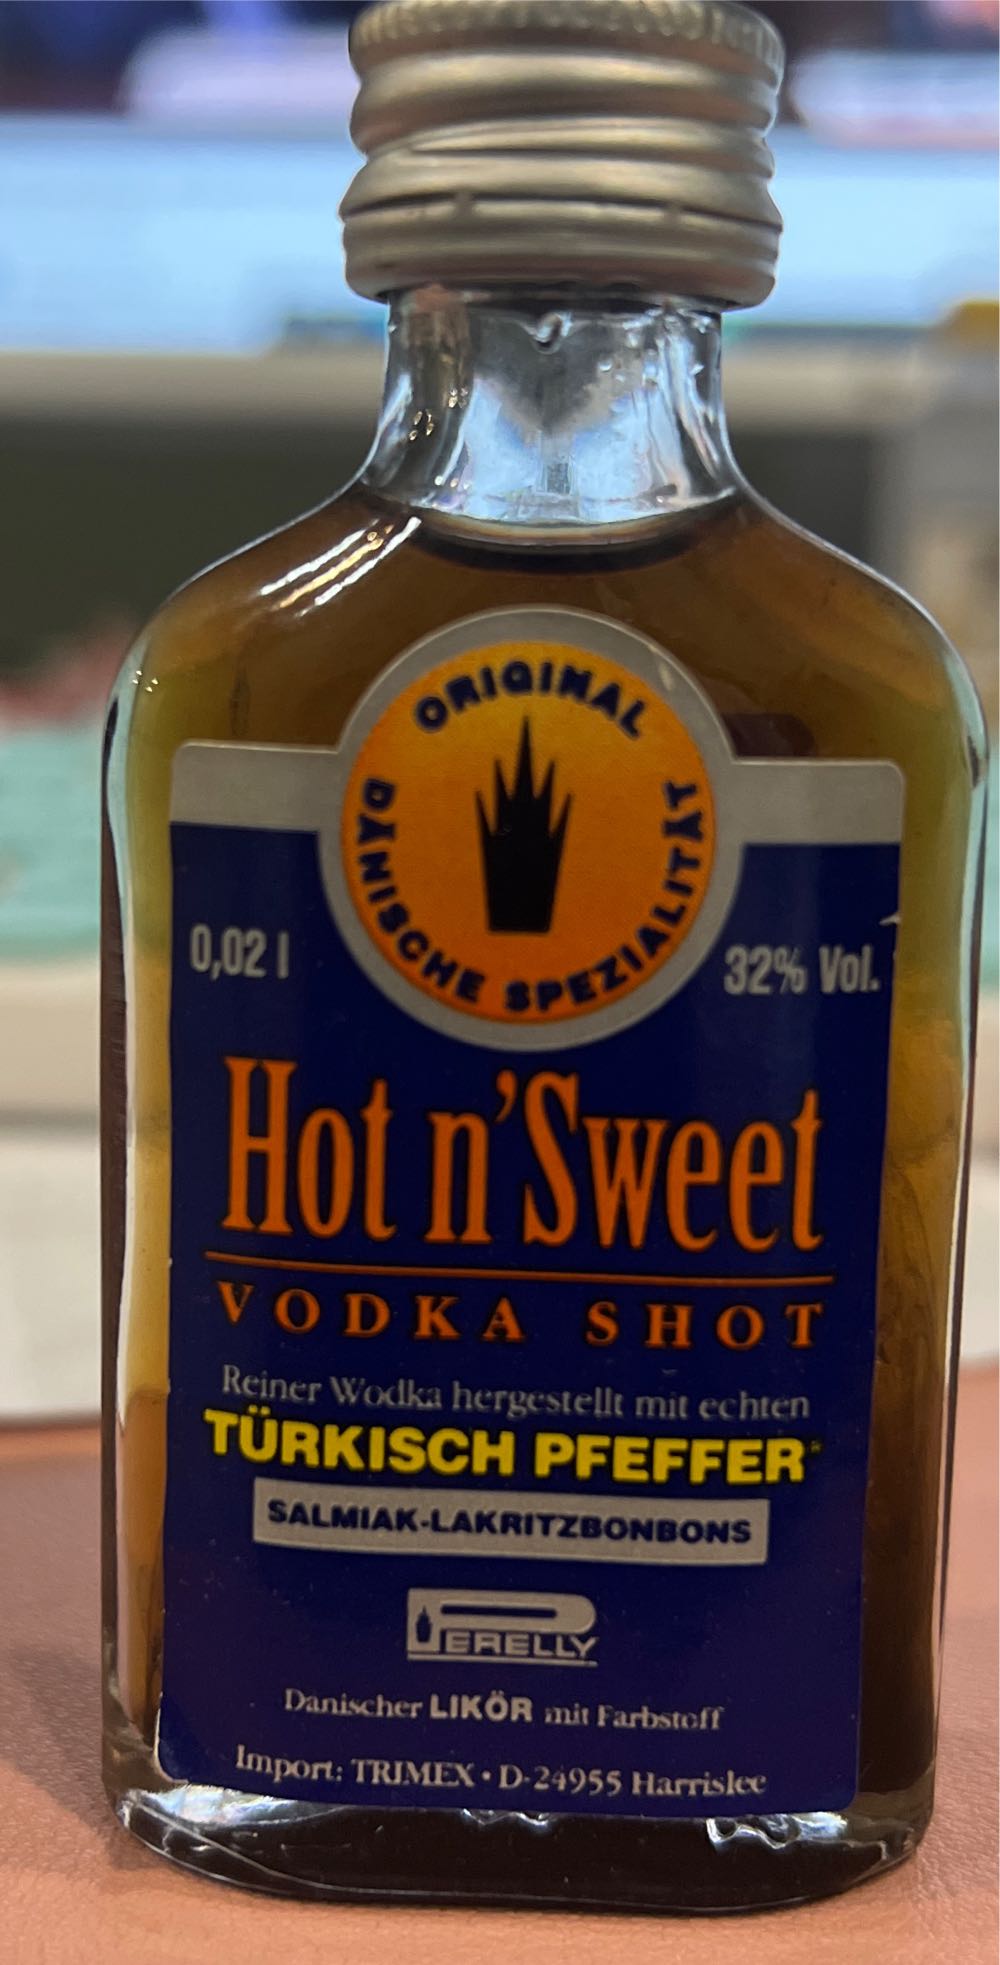 ORIGINAL
DÄNISCHE SPEZIALITÄT
0,02 l
32% Vol.
Hot n'Sweet
VODKA SHOT
Reiner Wodka hergestellt mit echten
TÜRKISCH PFEFFER
SALMIAK-LAKRITZBONBONS
PERELLY
Dänischer LIKÖR mit Farbstoff
Import: TRIMEX • D-24955 Harrislee